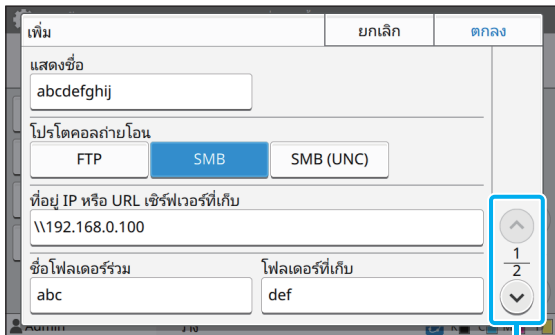 เพิ่ม ยกเลิก ตกลง
แสดงชื่อ
abcdefghij
โปรโตคอลถ่ายโอน
FTP SMB SMB (UNC)
ที่อยู่ IP หรือ URL เซิร์ฟเวอร์ที่เก็บ
\\192.168.0.100
1
2
ชื่อโฟลเดอร์ร่วม โฟลเดอร์ที่เก็บ
abc def
Admin ว่าง